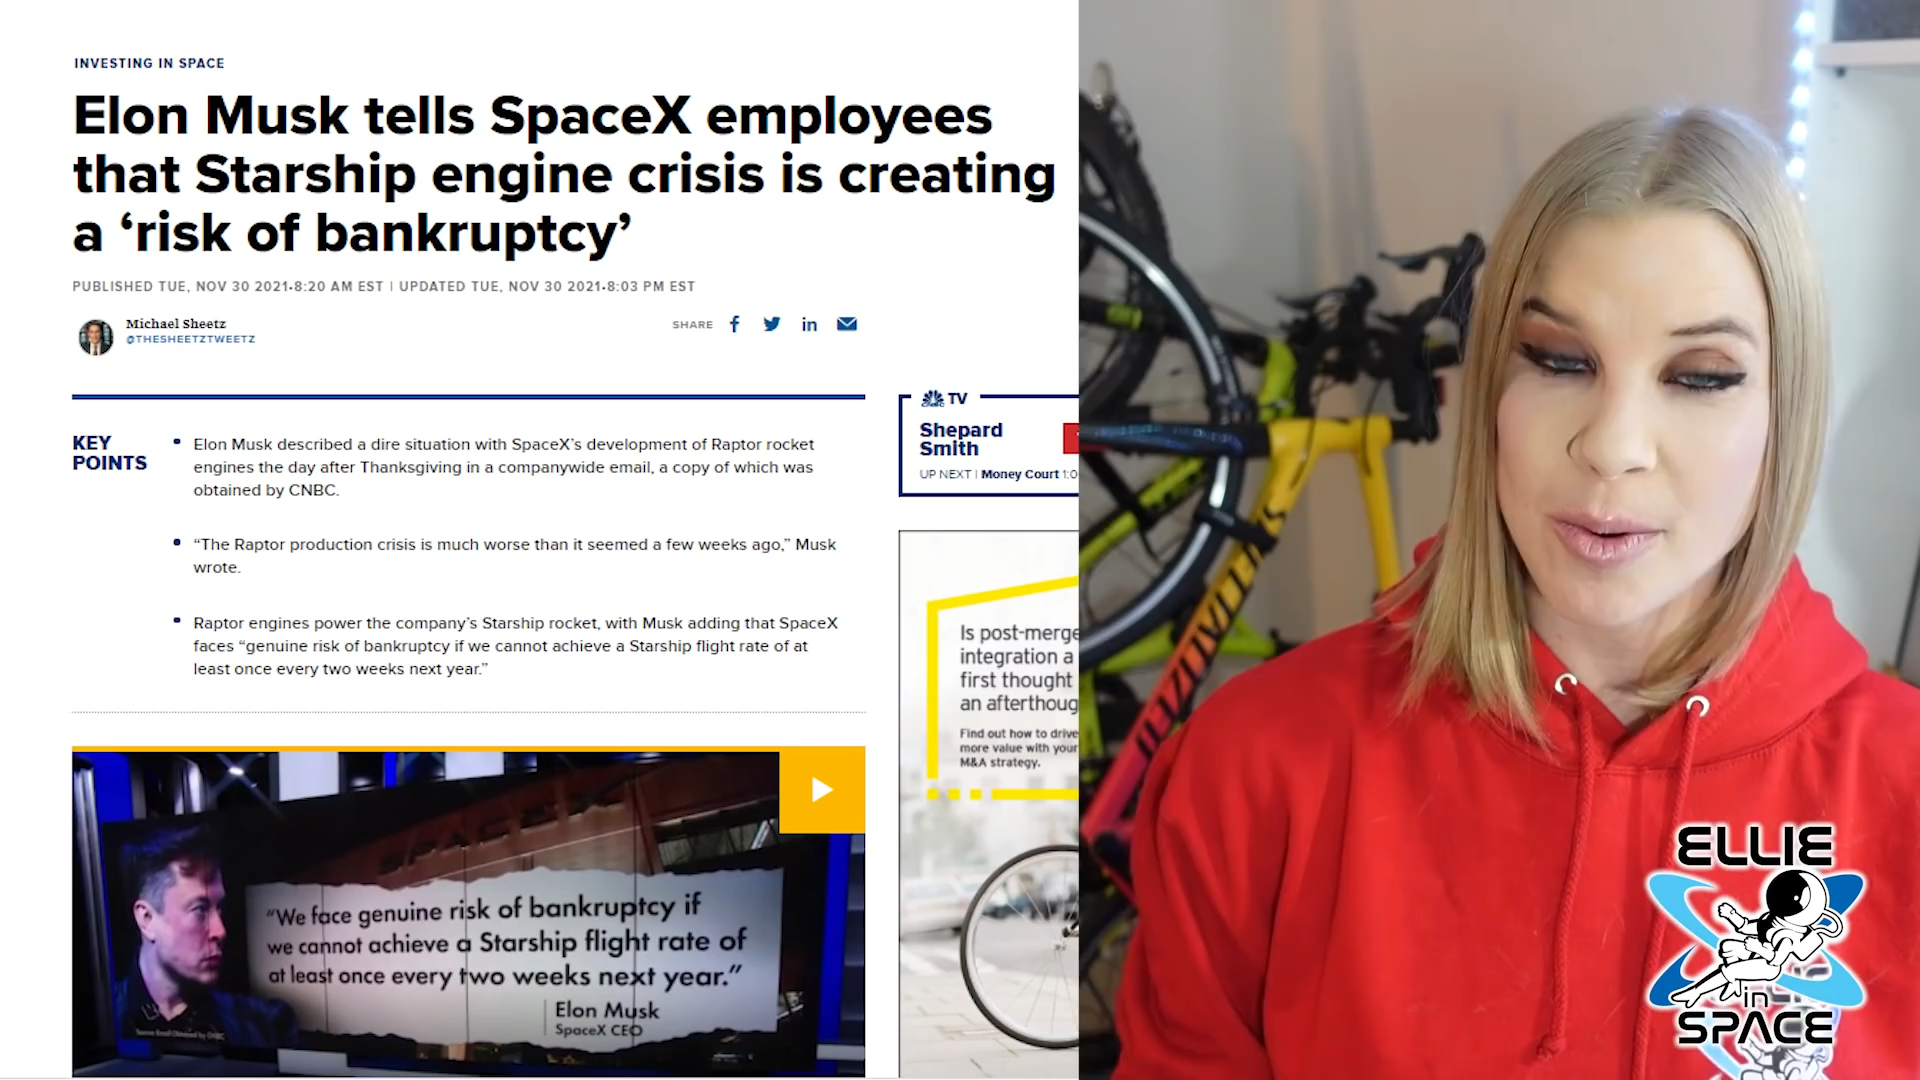 INVESTING IN SPACE
Elon Musk tells SpaceX employees
that Starship engine crisis is creating
a ‘risk of bankruptcy’
PUBLISHED TUE, NOV 30 2021•8:20 AM EST | UPDATED TUE, NOV 30 2021•8:03 PM EST
Michael Sheetz
@THESHEETZTWEETZ
SHARE
KEY
POINTS
Elon Musk described a dire situation with SpaceX’s development of Raptor rocket
engines the day after Thanksgiving in a companywide email, a copy of which was
obtained by CNBC.
“The Raptor production crisis is much worse than it seemed a few weeks ago,” Musk
wrote.
Raptor engines power the company’s Starship rocket, with Musk adding that SpaceX
faces “genuine risk of bankruptcy if we cannot achieve a Starship flight rate of at
least once every two weeks next year.”
TV
Shepard
Smith
UP NEXT | Money Court 1:0
Is post-merge
integration a
first thought
an afterthoug
Find out how to drive
more value with your
M&A strategy.
SPACEX
“We face genuine risk of bankruptcy if
we cannot achieve a Starship flight rate of
at least once every two weeks next year.”
Elon Musk
SpaceX CEO
SPECIALIZED
ELLIE
in
SPACE